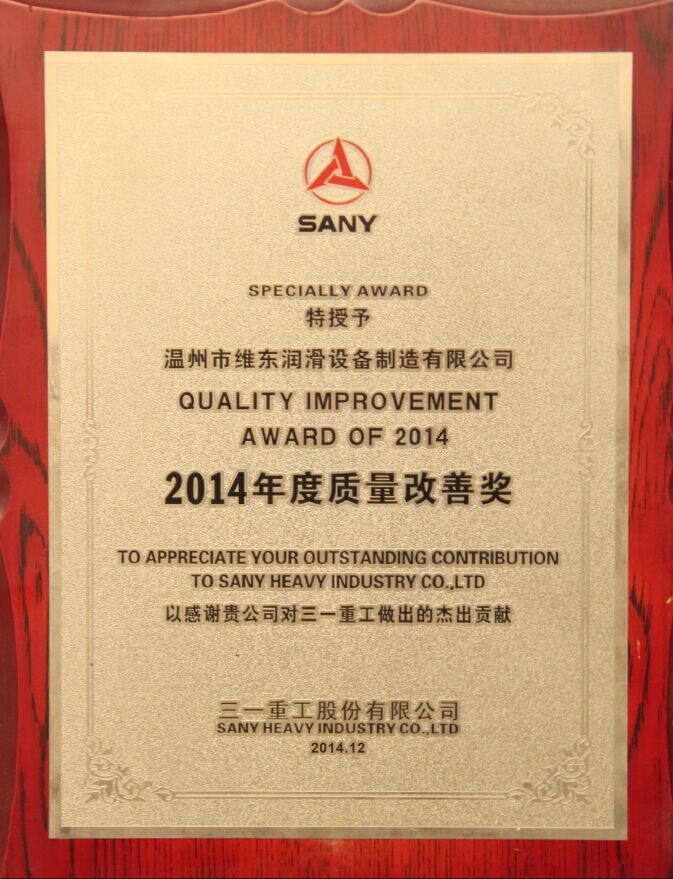 SANY
SPECIALLY AWARD
特授予
温州市维东润滑设备制造有限公司
QUALITY IMPROVEMENT
AWARD OF 2014
2014年度质量改善奖
TO APPRECIATE YOUR OUTSTANDING CONTRIBUTION
TO SANY HEAVY INDUSTRY CO.,LTD
以感谢贵公司对三一重工做出的杰出贡献
三一重工股份有限公司
SANY HEAVY INDUSTRY CO.,LTD
2014.12